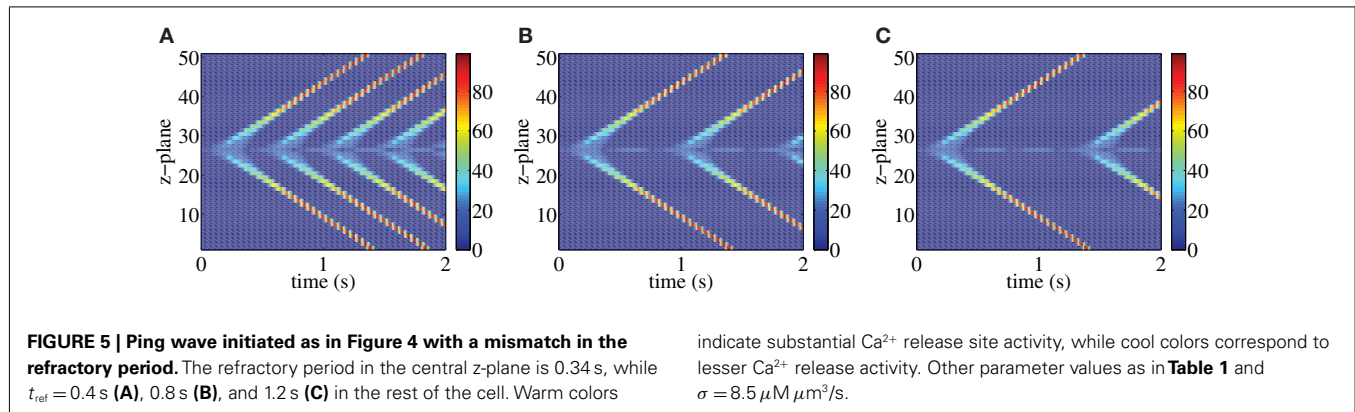 A
B
C
50
40
30
20
10
z–plane
0
1
2
time (s)
80
60
40
20
0
50
40
30
20
10
z–plane
0
1
2
time (s)
80
60
40
20
0
50
40
30
20
10
z–plane
0
1
2
time (s)
80
60
40
20
0
FIGURE 5 | Ping wave initiated as in Figure 4 with a mismatch in the
refractory period. The refractory period in the central z-plane is 0.34 s, while
t_ref = 0.4 s (A), 0.8 s (B), and 1.2 s (C) in the rest of the cell. Warm colors
indicate substantial Ca²⁺ release site activity, while cool colors correspond to
lesser Ca²⁺ release activity. Other parameter values as in Table 1 and
σ = 8.5 μM μm³/s.